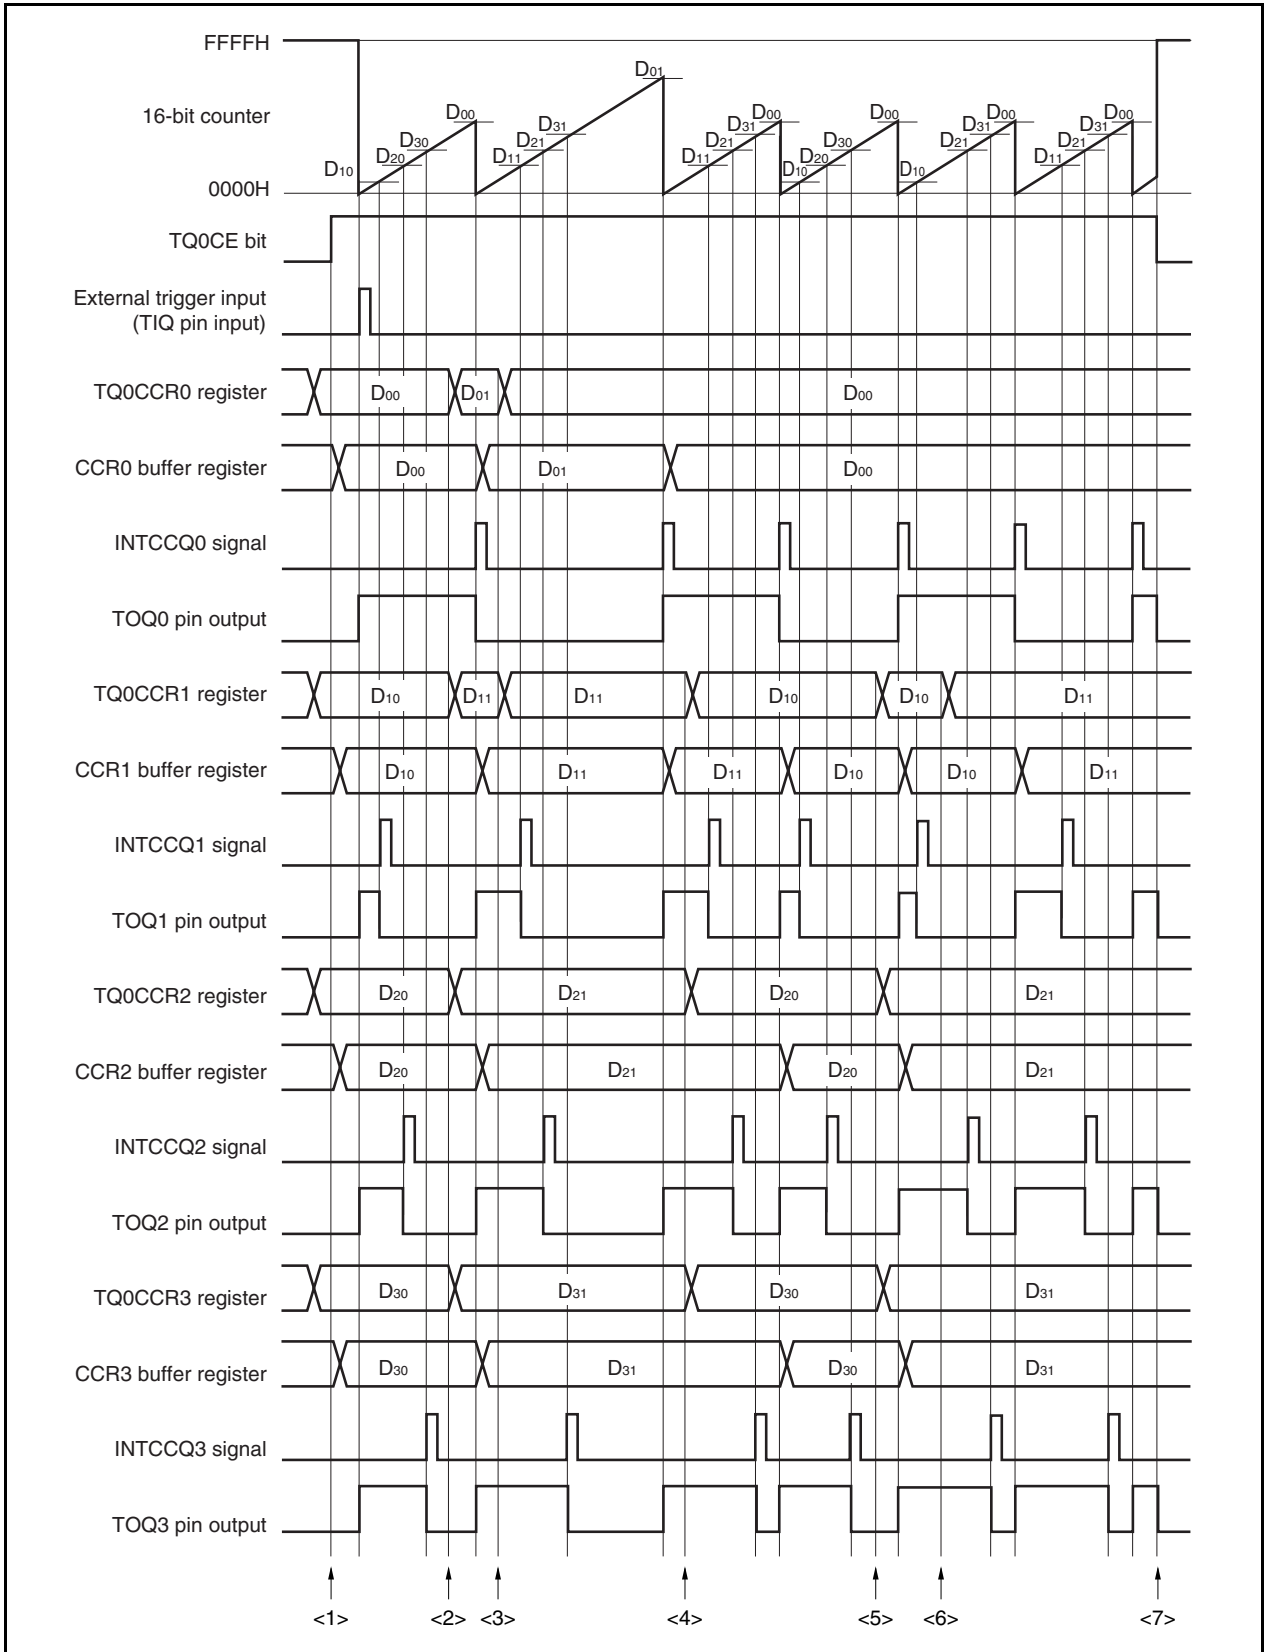 FFFFH
D01
D00
D31
D30
D21
D20
D11
D10
D00
D31
D21
D11
D00
D30
D20
D10
D00
D31
D21
D10
D00
D31
D21
D11
16-bit counter
0000H
TQ0CE bit
External trigger input
(TIQ pin input)
TQ0CCR0 register D00 D01 D00
CCR0 buffer register D00 D01 D00
INTCCQ0 signal
TOQ0 pin output
TQ0CCR1 register D10 D11 D11 D10 D10 D11
CCR1 buffer register D10 D11 D11 D10 D10 D11
INTCCQ1 signal
TOQ1 pin output
TQ0CCR2 register D20 D21 D20 D21
CCR2 buffer register D20 D21 D20 D21
INTCCQ2 signal
TOQ2 pin output
TQ0CCR3 register D30 D31 D30 D31
CCR3 buffer register D30 D31 D30 D31
INTCCQ3 signal
TOQ3 pin output
<1> <2> <3> <4> <5> <6> <7>